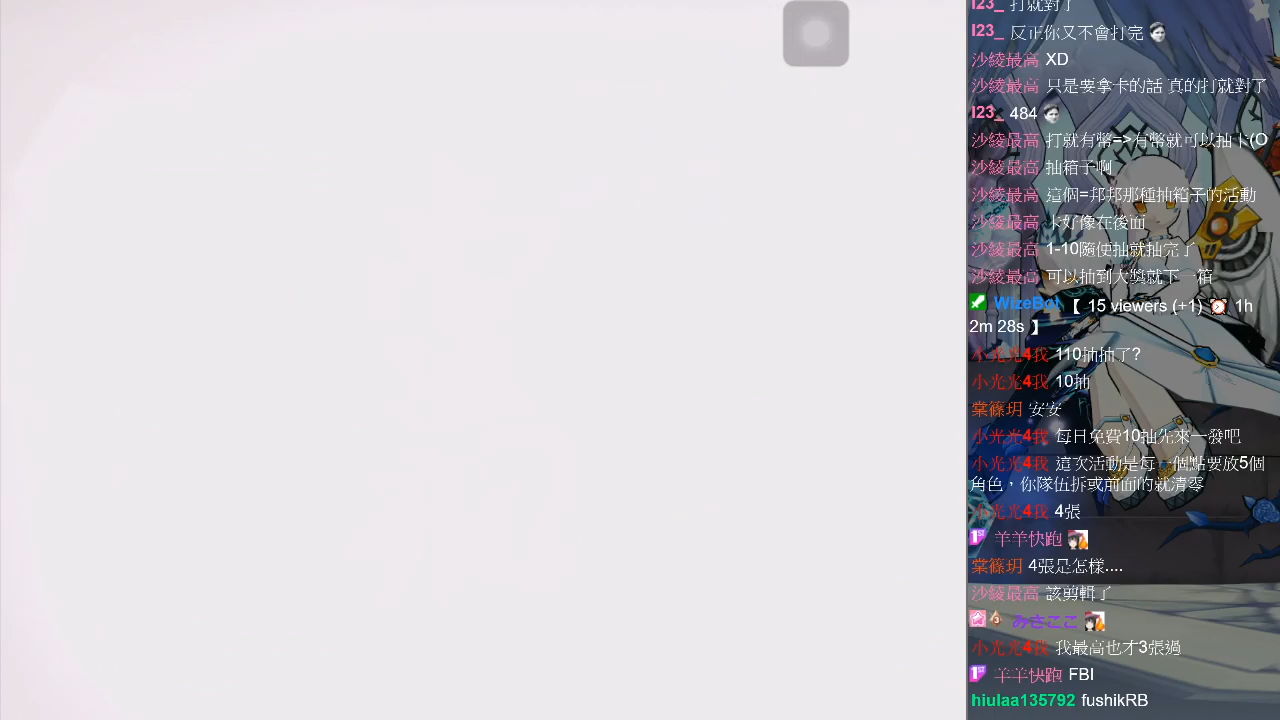 l23_ 打就對了
l23_ 反正你又不會打完
沙綾最高 XD
沙綾最高 只是要拿卡的話 真的打就對了
l23_ 484
沙綾最高 打就有幣=>有幣就可以抽卡(O
沙綾最高 抽箱子啊
沙綾最高 這個=邦邦那種抽箱子的活動
沙綾最高 卡好像在後面
沙綾最高 1-10隨便抽就抽完了
沙綾最高 可以抽到大獎就下一箱
WizeBot 【 15 viewers (+1) 1h
2m 28s 】
小光光4我 110抽抽了?
小光光4我 10抽
棠篠玥 安安
小光光4我 每日免費10抽先來一發吧
小光光4我 這次活動是每一個點要放5個
角色，你隊伍拆或前面的就清零
小光光4我 4張
羊羊快跑
棠篠玥 4張是怎樣....
沙綾最高 該剪輯了
みさここ
小光光4我 我最高也才3張過
羊羊快跑 FBI
hiulaa135792 fushikRB